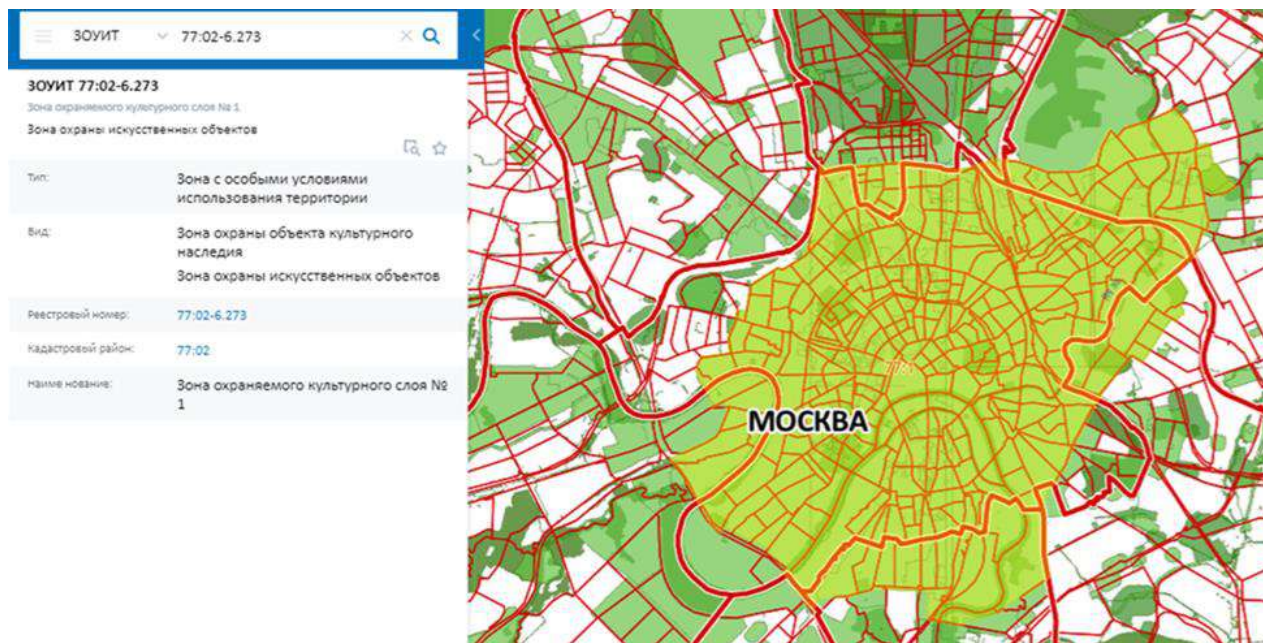 ЗОУИТ 77:02-6.273
ЗОУИТ 77:02-6.273
Зона охраняемого культурного слоя № 1
Зона охраны искусственных объектов
Тип: Зона с особыми условиями
использования территории
Вид: Зона охраны объекта культурного
наследия
Зона охраны искусственных объектов
Реестровый номер: 77:02-6.273
Кадастровый район: 77:02
Наиме нование: Зона охраняемого культурного слоя №
1
МОСКВА